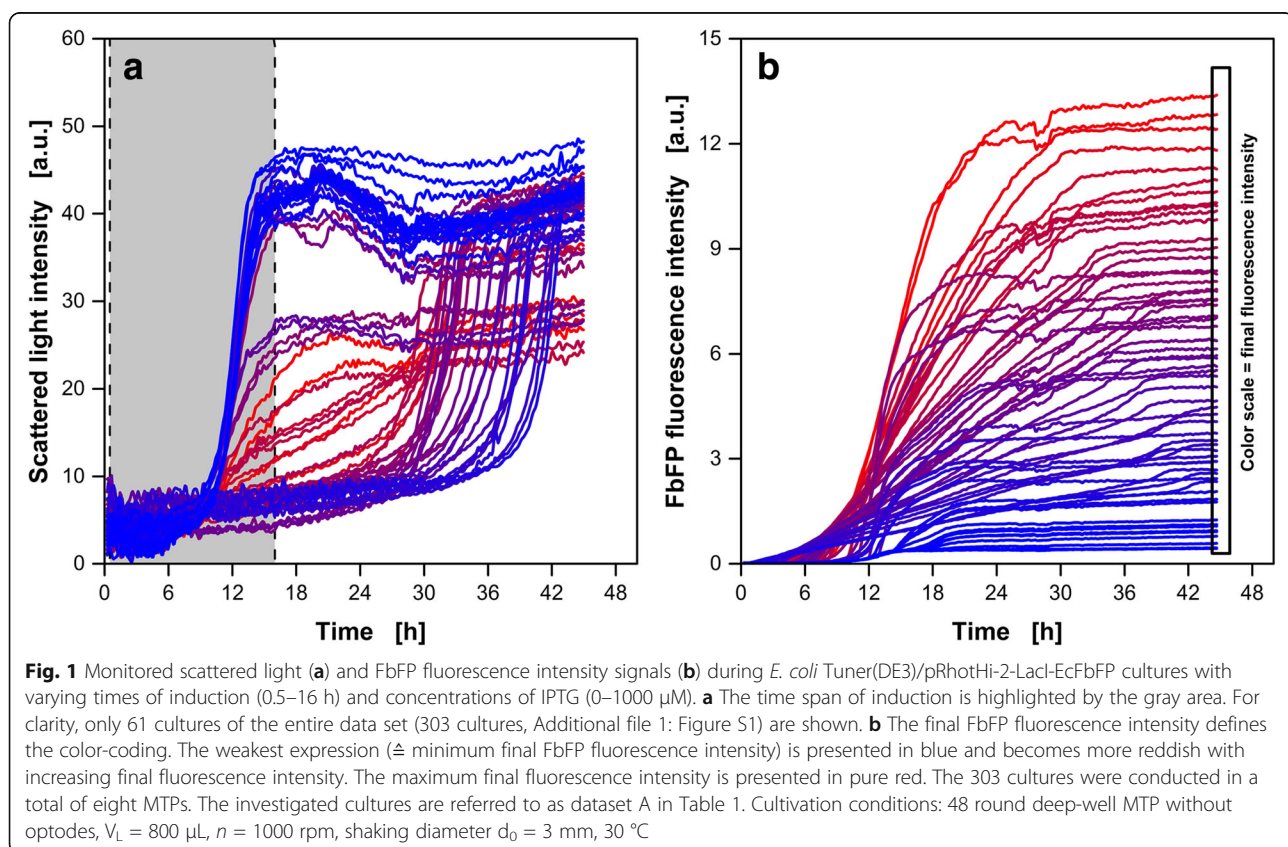 a
60
50
40
30
20
10
0
Scattered light intensity [a.u.]
0 6 12 18 24 30 36 42 48
Time [h]
b
15
12
9
6
3
0
FbFP fluorescence intensity [a.u.]
0 6 12 18 24 30 36 42 48
Time [h]
Color scale = final fluorescence intensity
Fig. 1 Monitored scattered light (a) and FbFP fluorescence intensity signals (b) during E. coli Tuner(DE3)/pRhotHi-2-LacI-EcFbFP cultures with
varying times of induction (0.5–16 h) and concentrations of IPTG (0–1000 μM). a The time span of induction is highlighted by the gray area. For
clarity, only 61 cultures of the entire data set (303 cultures, Additional file 1: Figure S1) are shown. b The final FbFP fluorescence intensity defines
the color-coding. The weakest expression (≙ minimum final FbFP fluorescence intensity) is presented in blue and becomes more reddish with
increasing final fluorescence intensity. The maximum final fluorescence intensity is presented in pure red. The 303 cultures were conducted in a
total of eight MTPs. The investigated cultures are referred to as dataset A in Table 1. Cultivation conditions: 48 round deep-well MTP without
optodes, VL = 800 μL, n = 1000 rpm, shaking diameter d0 = 3 mm, 30 °C